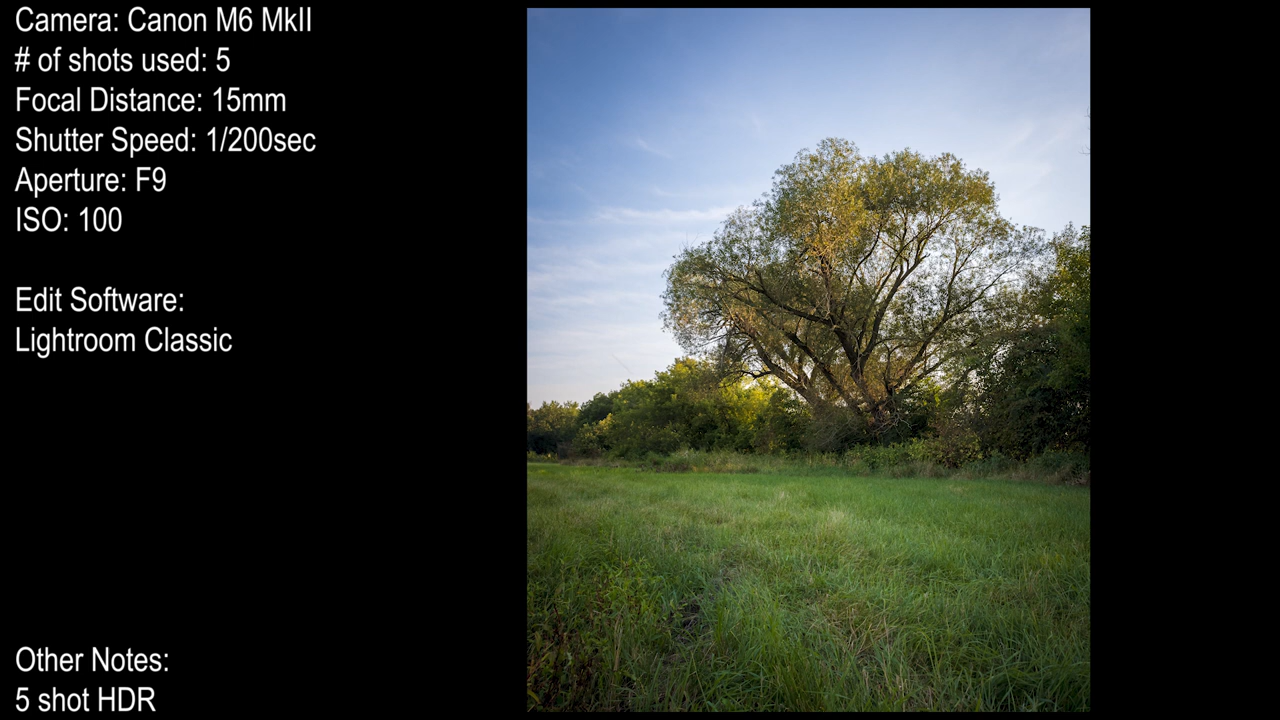 Camera: Canon M6 MkII
# of shots used: 5
Focal Distance: 15mm
Shutter Speed: 1/200sec
Aperture: F9
ISO: 100
Edit Software:
Lightroom Classic
Other Notes:
5 shot HDR